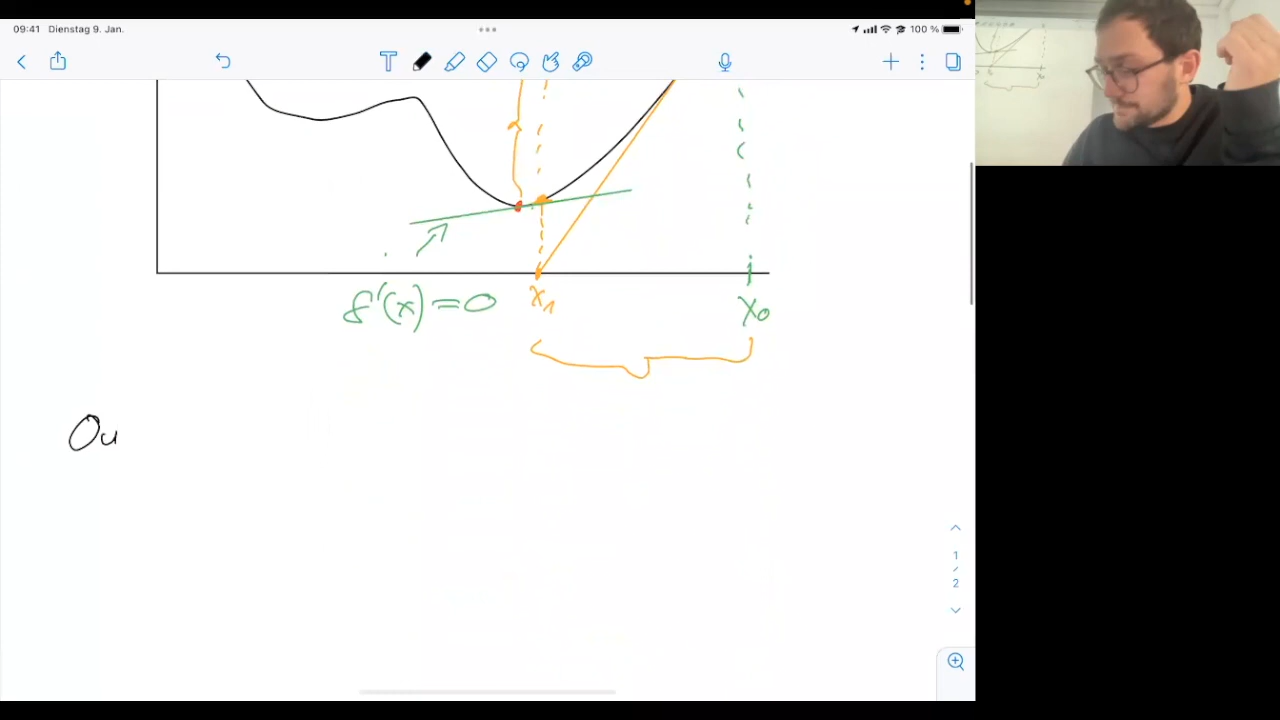 09:41 Dienstag 9. Jan. 100 %
f'(x) = 0 x₁ x₀
Ou
1
2